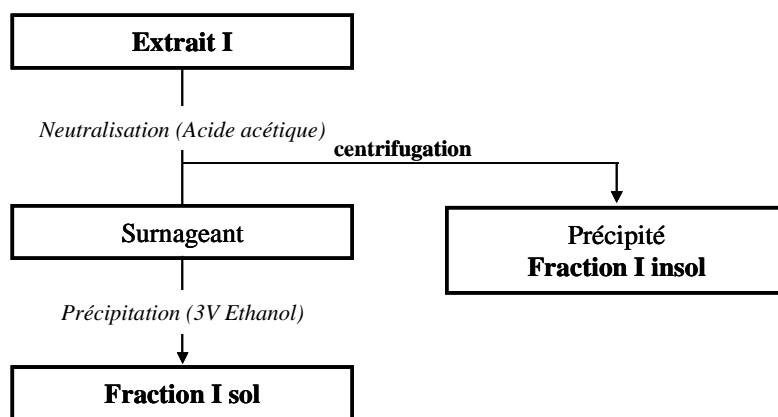 Extrait I
Neutralisation (Acide acétique)
centrifugation
Surnageant
Précipité
Fraction I insol
Précipitation (3V Ethanol)
Fraction I sol